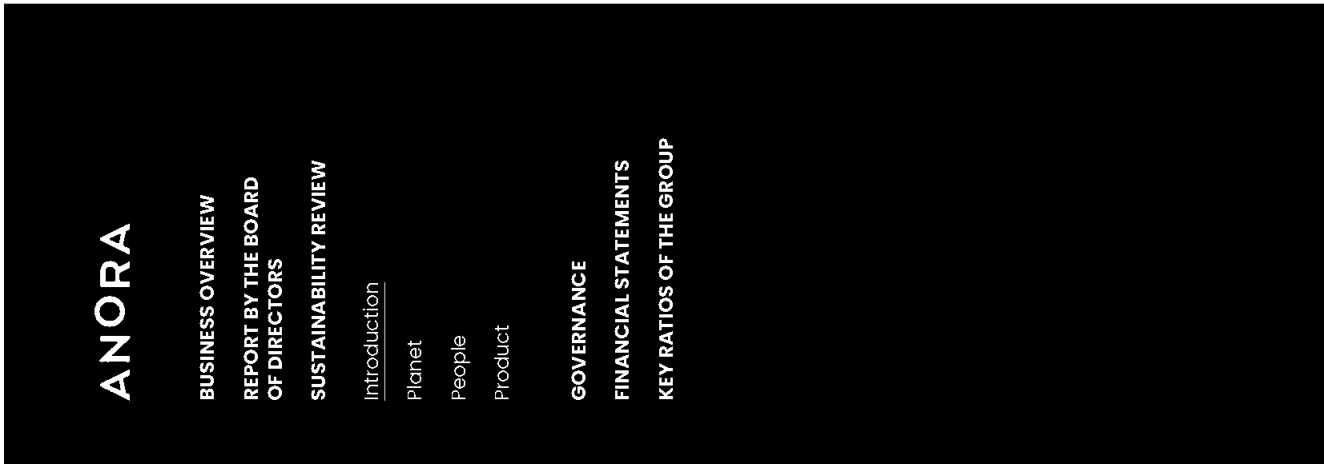 ANORA
BUSINESS OVERVIEW
REPORT BY THE BOARD
OF DIRECTORS
SUSTAINABILITY REVIEW
Introduction
Planet
People
Product
GOVERNANCE
FINANCIAL STATEMENTS
KEY RATIOS OF THE GROUP